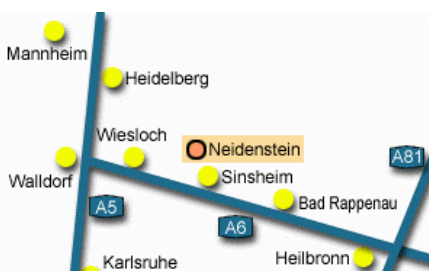 Mannheim
Heidelberg
Wiesloch
Neidenstein
A81
Walldorf
Sinsheim
A5
Bad Rappenau
A6
Karlsruhe
Heilbronn